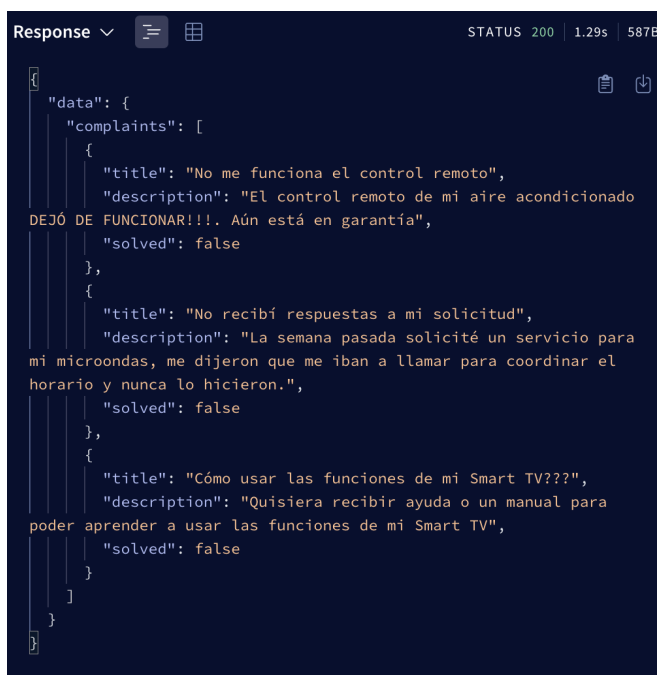 Response STATUS 200 1.29s 587B
{
"data": {
"complaints": [
{
"title": "No me funciona el control remoto",
"description": "El control remoto de mi aire acondicionado
DEJÓ DE FUNCIONAR!!!. Aún está en garantía",
"solved": false
},
{
"title": "No recibí respuestas a mi solicitud",
"description": "La semana pasada solicité un servicio para
mi microondas, me dijeron que me iban a llamar para coordinar el
horario y nunca lo hicieron.",
"solved": false
},
{
"title": "Cómo usar las funciones de mi Smart TV???",
"description": "Quisiera recibir ayuda o un manual para
poder aprender a usar las funciones de mi Smart TV",
"solved": false
}
]
}
}